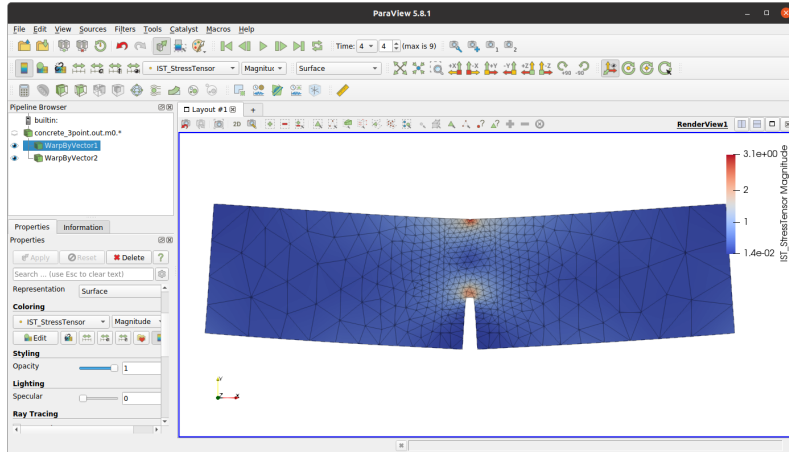 ParaView 5.8.1
File Edit View Sources Filters Tools Catalyst Macros Help
Time: 4 4 (max is 9)
IST_StressTensor Magnituc Surface
Pipeline Browser
builtin:
concrete_3point.out.m0.*
WarpByVector1
WarpByVector2
Layout #1
2D
RenderView1
Properties Information
Properties
Apply Reset Delete ?
Search ... (use Esc to clear text)
Representation Surface
Coloring
IST_StressTensor Magnitude
Edit
Styling
Opacity 1
Lighting
Specular 0
Ray Tracing
3.1e+00
2
1
1.4e-02
IST_StressTensor Magnitude
Y
Z X